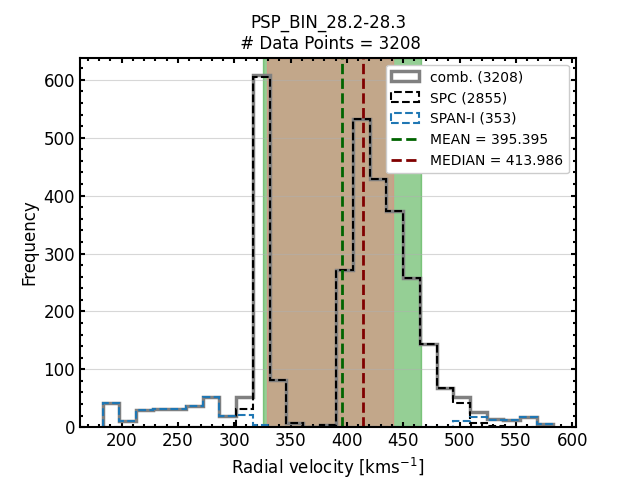 PSP_BIN_28.2-28.3
# Data Points = 3208
comb. (3208)
SPC (2855)
SPAN-I (353)
MEAN = 395.395
MEDIAN = 413.986
Frequency
600
500
400
300
200
100
0
200 250 300 350 400 450 500 550 600
Radial velocity [kms⁻¹]